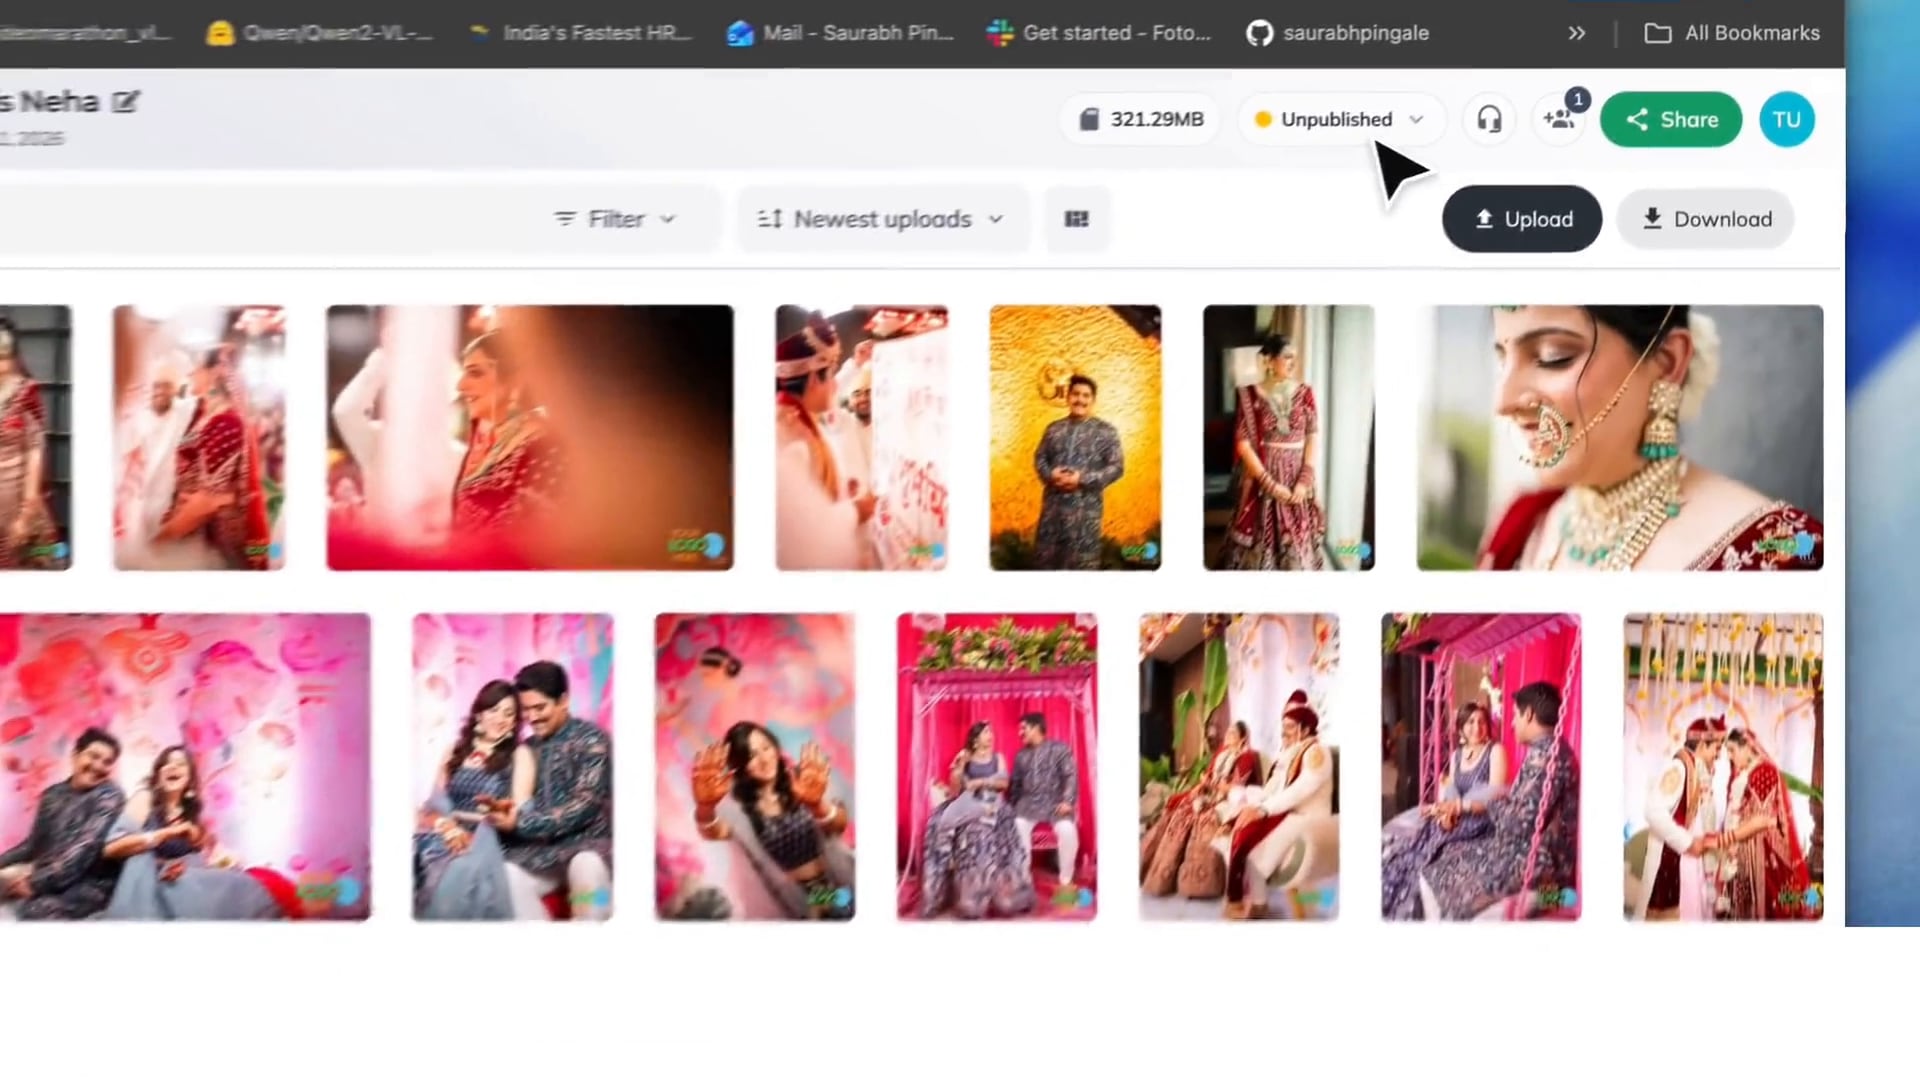 Qwen/Qwen2-VL-...
India's Fastest HR...
Mail - Saurabh Pin...
Get started - Foto...
saurabhpingale
All Bookmarks
s Neha
321.29MB
Unpublished
1
Share
TU
Filter
Newest uploads
Upload
Download